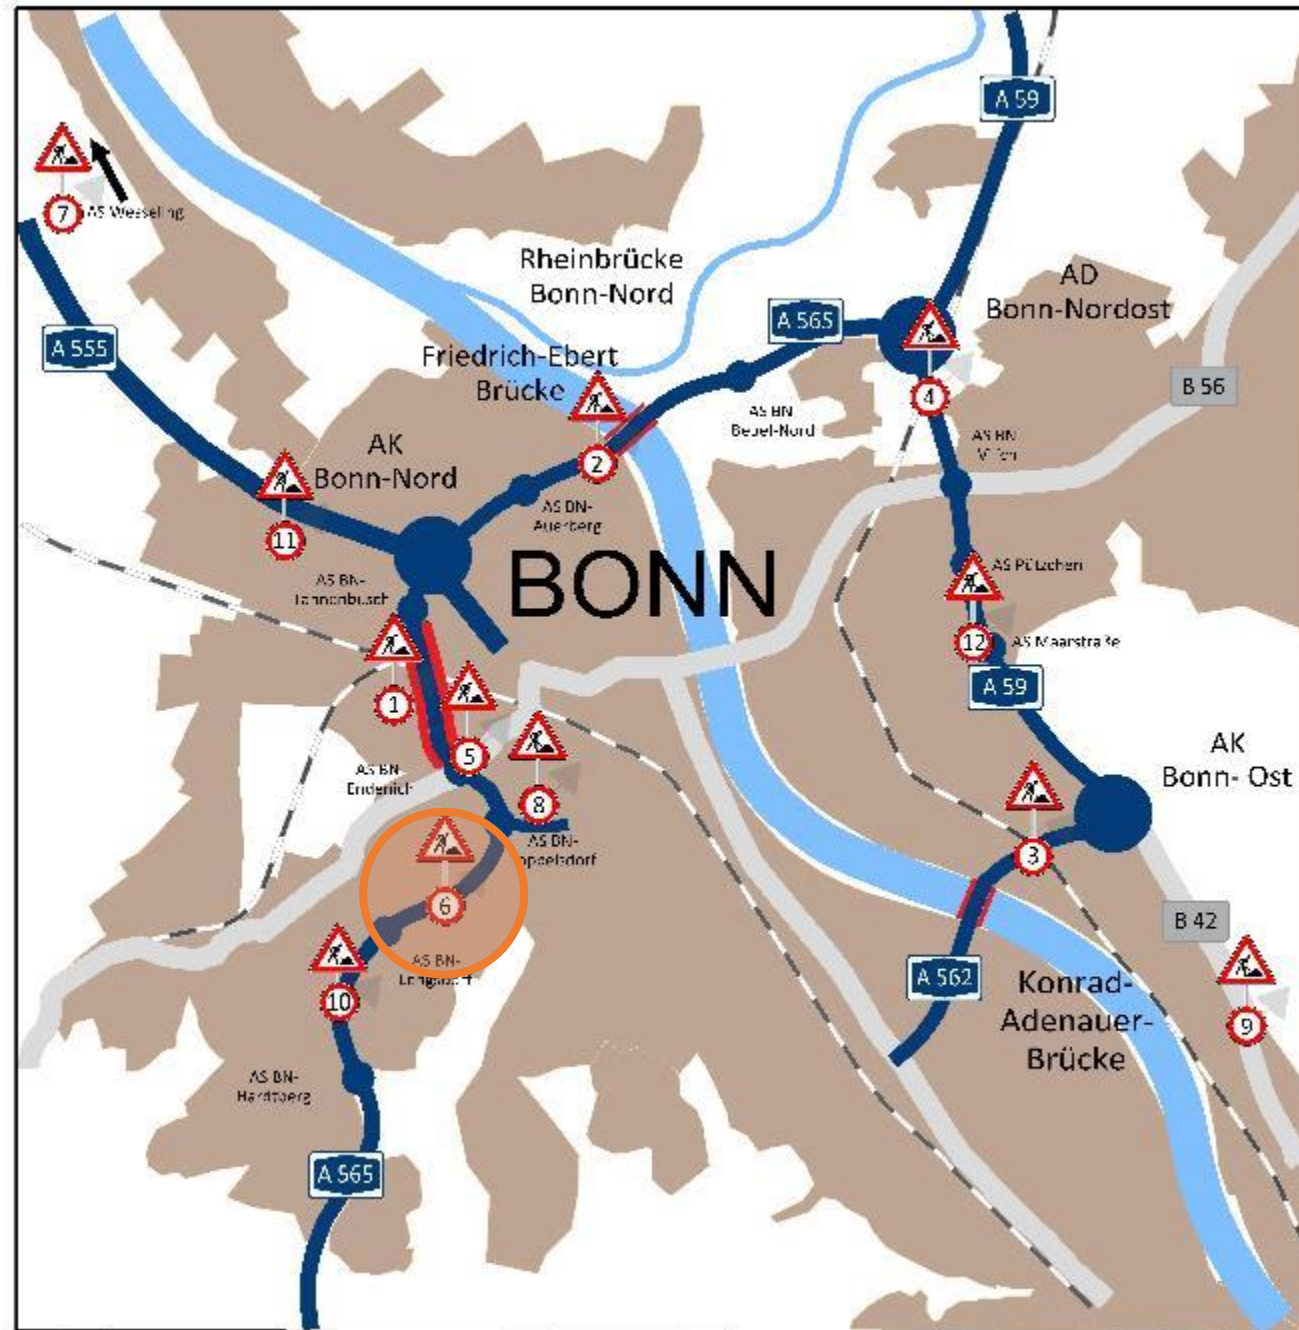 A 59
7
AS Wesseling
Rheinbrücke
Bonn-Nord
AD
Bonn-Nordost
A 565
A 555
Friedrich-Ebert
Brücke
B 56
4
AS BN
AK
Bonn-Nord
2
AS BN
AS BN-
Auerberg
11
BONN
AS BN-
Tannenbusch
AS Pützchen
12
AS Maarstraße
A 59
1
5
AS BN-
Endenich
8
AK
Bonn- Ost
AS BN-
3
6
B 42
AS BN-
10
A 562
Konrad-
Adenauer-
Brücke
9
AS BN-
Hardtberg
A 565